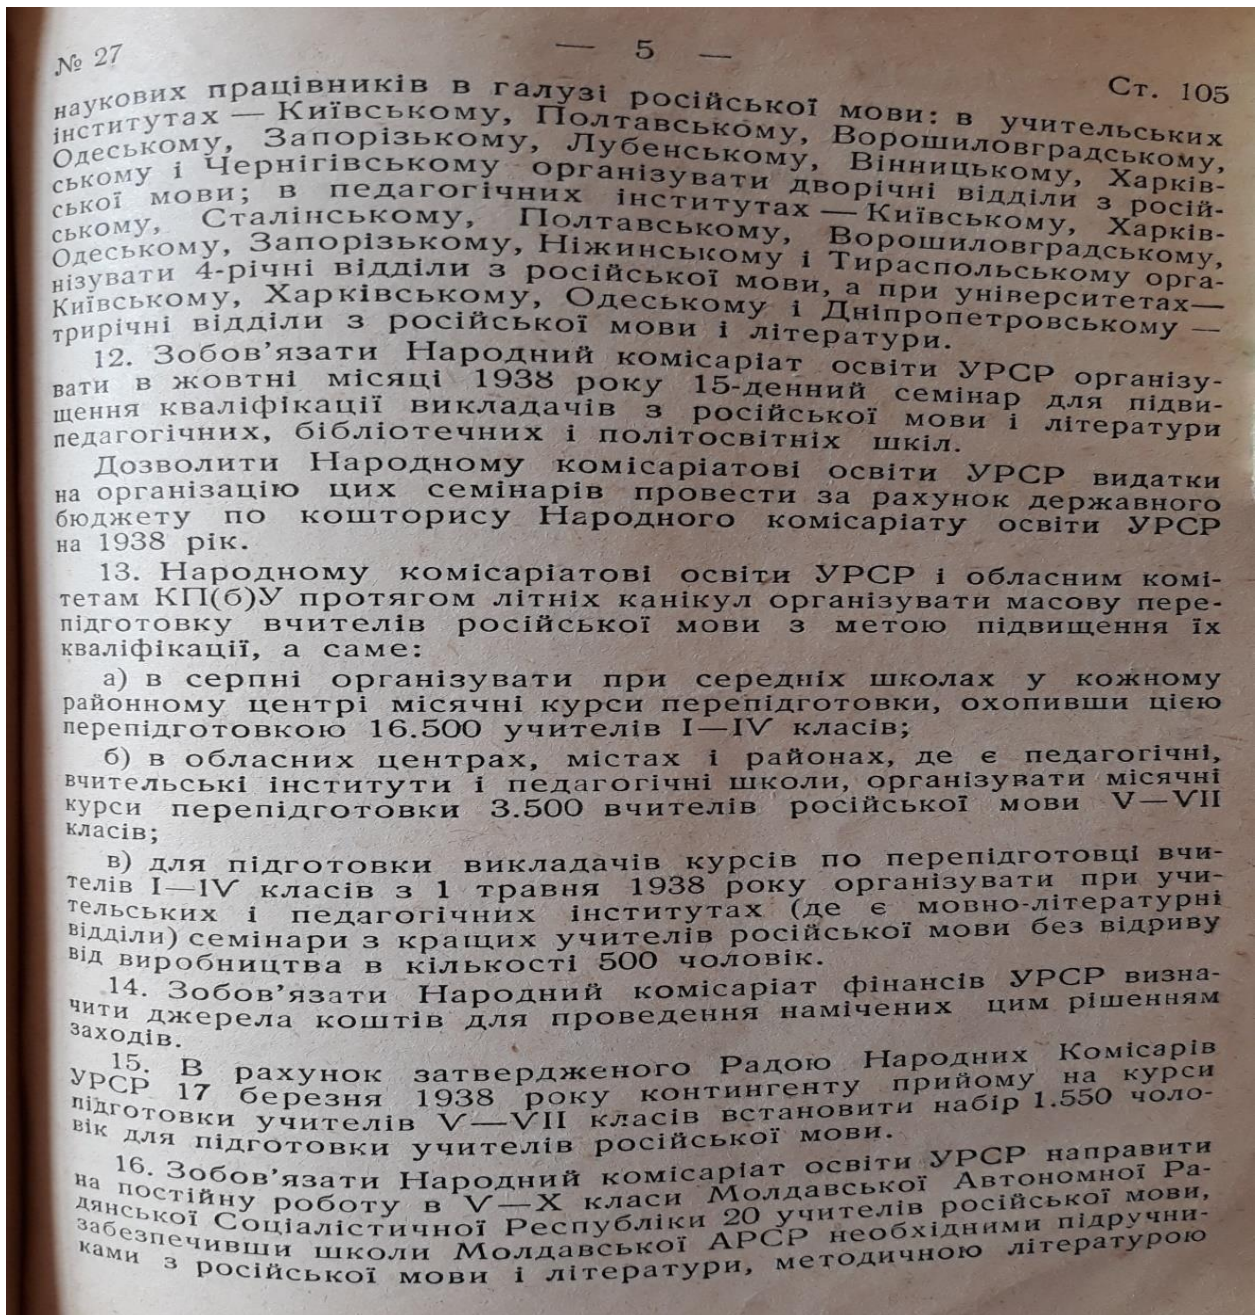 № 27
— 5 —
Ст. 105
наукових працівників в галузі російської мови: в учительських
інститутах — Київському, Полтавському, Ворошиловградському,
Одеському, Запорізькому, Лубенському, Вінницькому, Харків-
ському і Чернігівському організувати дворічні відділи з росій-
ської мови; в педагогічних інститутах — Київському, Харків-
ському, Сталінському, Полтавському, Ворошиловградському,
Одеському, Запорізькому, Ніжинському і Тираспольському орга-
нізувати 4-річні відділи з російської мови, а при університетах—
Київському, Харківському, Одеському і Дніпропетровському —
трирічні відділи з російської мови і літератури.
12. Зобов’язати Народний комісаріат освіти УРСР організу-
вати в жовтні місяці 1938 року 15-денний семінар для підви-
щення кваліфікації викладачів з російської мови і літератури
педагогічних, бібліотечних і політосвітніх шкіл.
Дозволити Народному комісаріатові освіти УРСР видатки
на організацію цих семінарів провести за рахунок державного
бюджету по кошторису Народного комісаріату освіти УРСР
на 1938 рік.
13. Народному комісаріатові освіти УРСР і обласним комі-
тетам КП(б)У протягом літніх канікул організувати масову пере-
підготовку вчителів російської мови з метою підвищення їх
кваліфікації, а саме:
а) в серпні організувати при середніх школах у кожному
районному центрі місячні курси перепідготовки, охопивши цією
перепідготовкою 16.500 учителів I—IV класів;
б) в обласних центрах, містах і районах, де є педагогічні,
вчительські інститути і педагогічні школи, організувати місячні
курси перепідготовки 3.500 вчителів російської мови V—VII
класів;
в) для підготовки викладачів курсів по перепідготовці вчи-
телів I—IV класів з 1 травня 1938 року організувати при учи-
тельських і педагогічних інститутах (де є мовно-літературні
відділи) семінари з кращих учителів російської мови без відриву
від виробництва в кількості 500 чоловік.
14. Зобов’язати Народний комісаріат фінансів УРСР визна-
чити джерела коштів для проведення намічених цим рішенням
заходів.
15. В рахунок затвердженого Радою Народних Комісарів
УРСР 17 березня 1938 року контингенту прийому на курси
підготовки учителів V—VII класів встановити набір 1.550 чоло-
вік для підготовки учителів російської мови.
16. Зобов’язати Народний комісаріат освіти УРСР направити
на постійну роботу в V—X класи Молдавської Автономної Ра-
дянської Соціалістичної Республіки 20 учителів російської мови,
забезпечивши школи Молдавської АРСР необхідними підручни-
ками з російської мови і літератури, методичною літературою